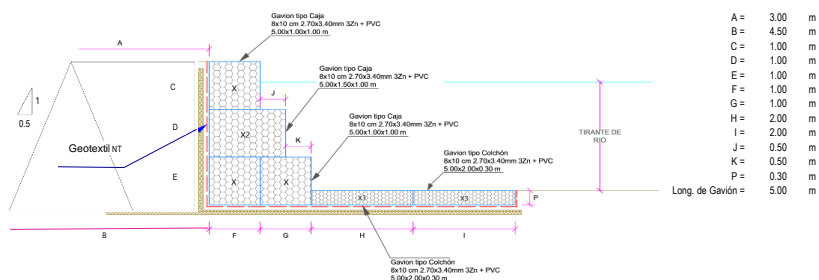 Gavion tipo Caja
8x10 cm 2.70x3.40mm 3Zn + PVC
5.00x1.00x1.00 m
A
A = 3.00 m
B = 4.50 m
C = 1.00 m
D = 1.00 m
E = 1.00 m
F = 1.00 m
G = 1.00 m
H = 2.00 m
I = 2.00 m
J = 0.50 m
K = 0.50 m
P = 0.30 m
Long. de Gavión = 5.00 m
Gavion tipo Caja
8x10 cm 2.70x3.40mm 3Zn + PVC
5.00x1.50x1.00 m
C
X
J
1
0.5
Gavion tipo Caja
8x10 cm 2.70x3.40mm 3Zn + PVC
5.00x1.00x1.00 m
D
X2
K
TIRANTE DE
RIO
Geotextil NT
Gavion tipo Colchón
8x10 cm 2.70x3.40mm 3Zn + PVC
5.00x2.00x0.30 m
E
X
X
X3
X3
P
B
F
G
H
I
Gavion tipo Colchón
8x10 cm 2.70x3.40mm 3Zn + PVC
5.00x2.00x0.30 m